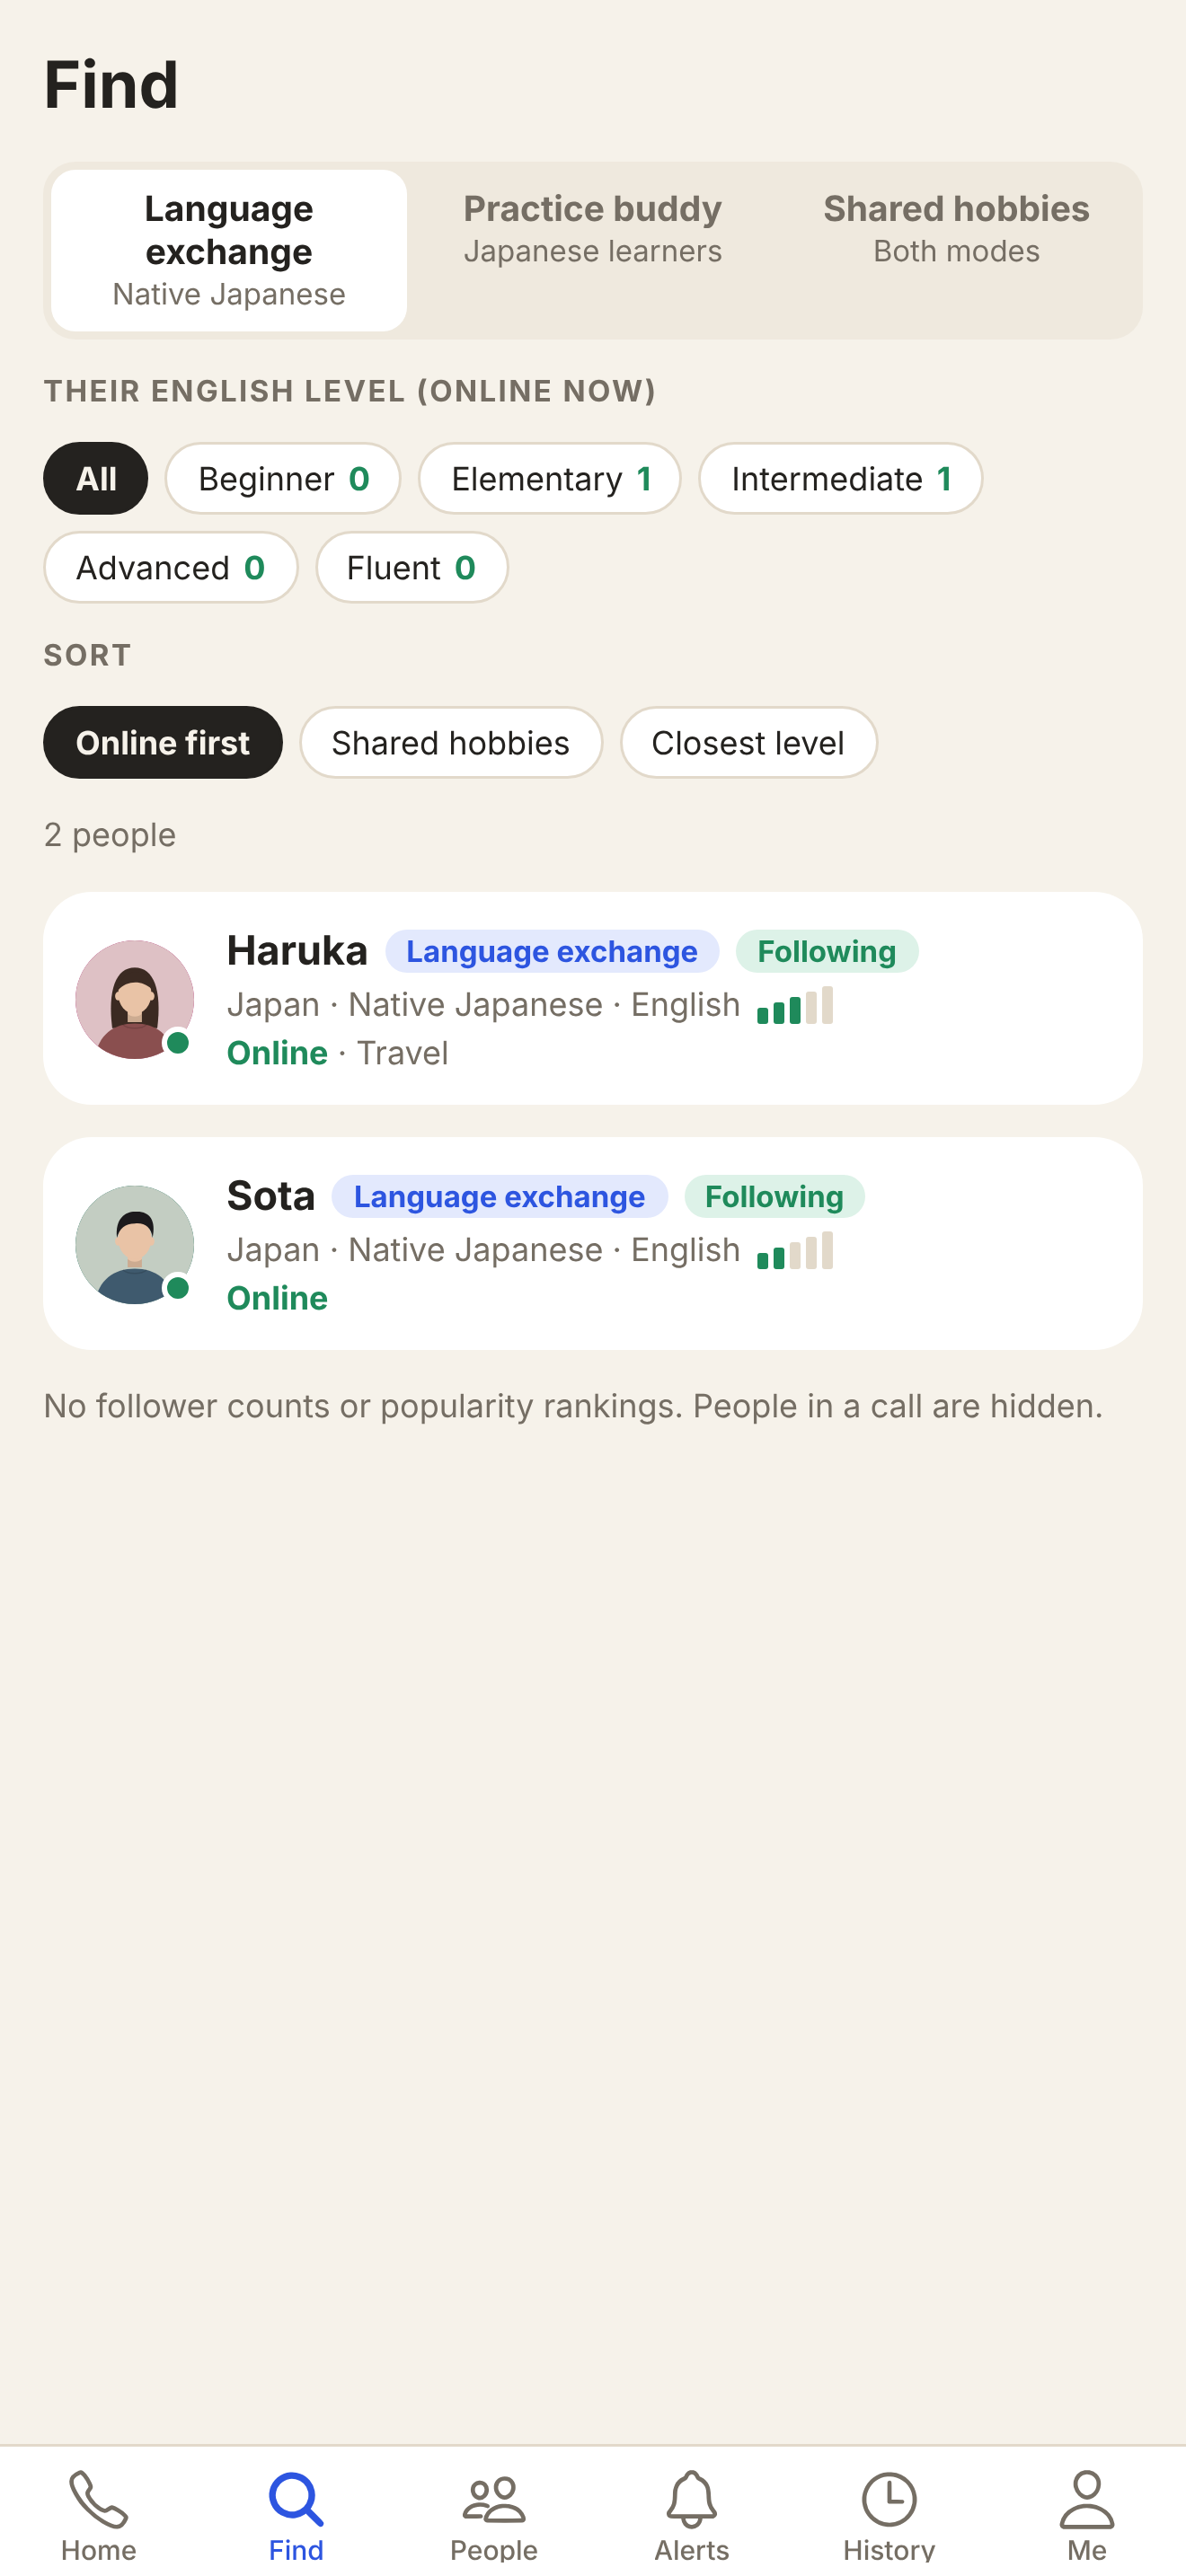 Find
Language
exchange
Native Japanese
Practice buddy
Japanese learners
Shared hobbies
Both modes
THEIR ENGLISH LEVEL (ONLINE NOW)
All
Beginner 0
Elementary 1
Intermediate 1
Advanced 0
Fluent 0
SORT
Online first
Shared hobbies
Closest level
2 people
Haruka Language exchange Following
Japan · Native Japanese · English
Online · Travel
Sota Language exchange Following
Japan · Native Japanese · English
Online
No follower counts or popularity rankings. People in a call are hidden.
Home
Find
People
Alerts
History
Me